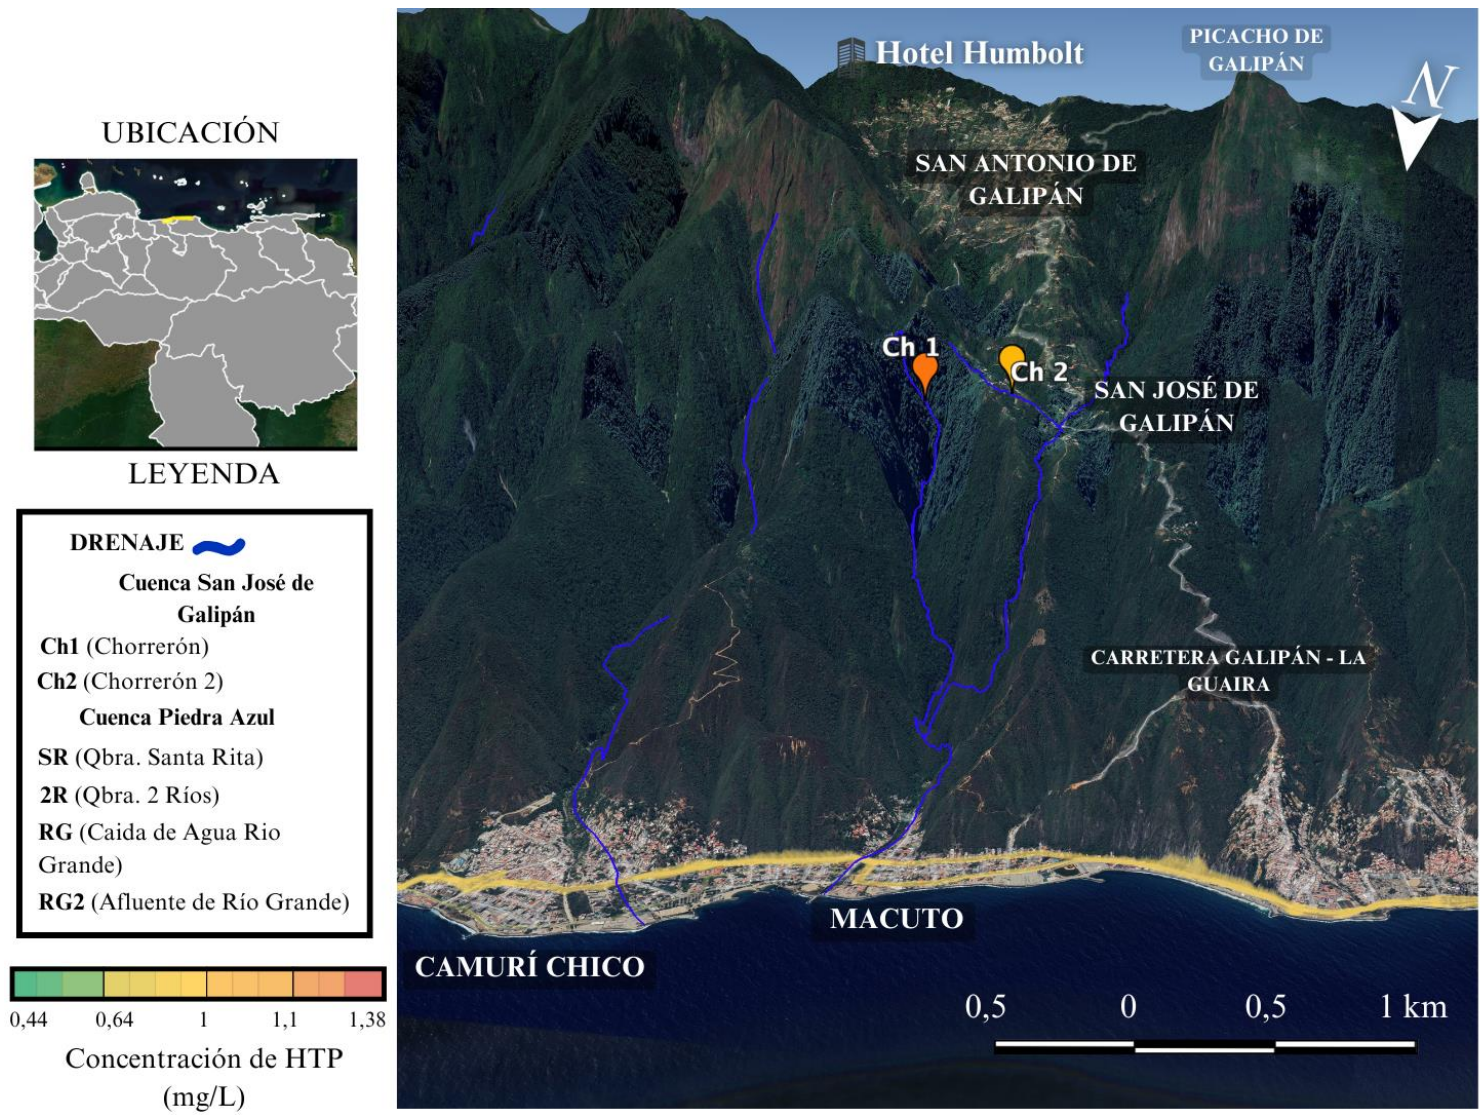 UBICACIÓN
LEYENDA
DRENAJE
Cuenca San José de
Galipán
Ch1 (Chorrerón)
Ch2 (Chorrerón 2)
Cuenca Piedra Azul
SR (Qbra. Santa Rita)
2R (Qbra. 2 Ríos)
RG (Caida de Agua Rio
Grande)
RG2 (Afluente de Río Grande)
0,44 0,64 1 1,1 1,38
Concentración de HTP
(mg/L)
Hotel Humbolt
PICACHO DE
GALIPÁN
N
SAN ANTONIO DE
GALIPÁN
Ch 1
Ch 2
SAN JOSÉ DE
GALIPÁN
CARRETERA GALIPÁN - LA
GUAIRA
MACUTO
CAMURÍ CHICO
0,5 0 0,5 1 km